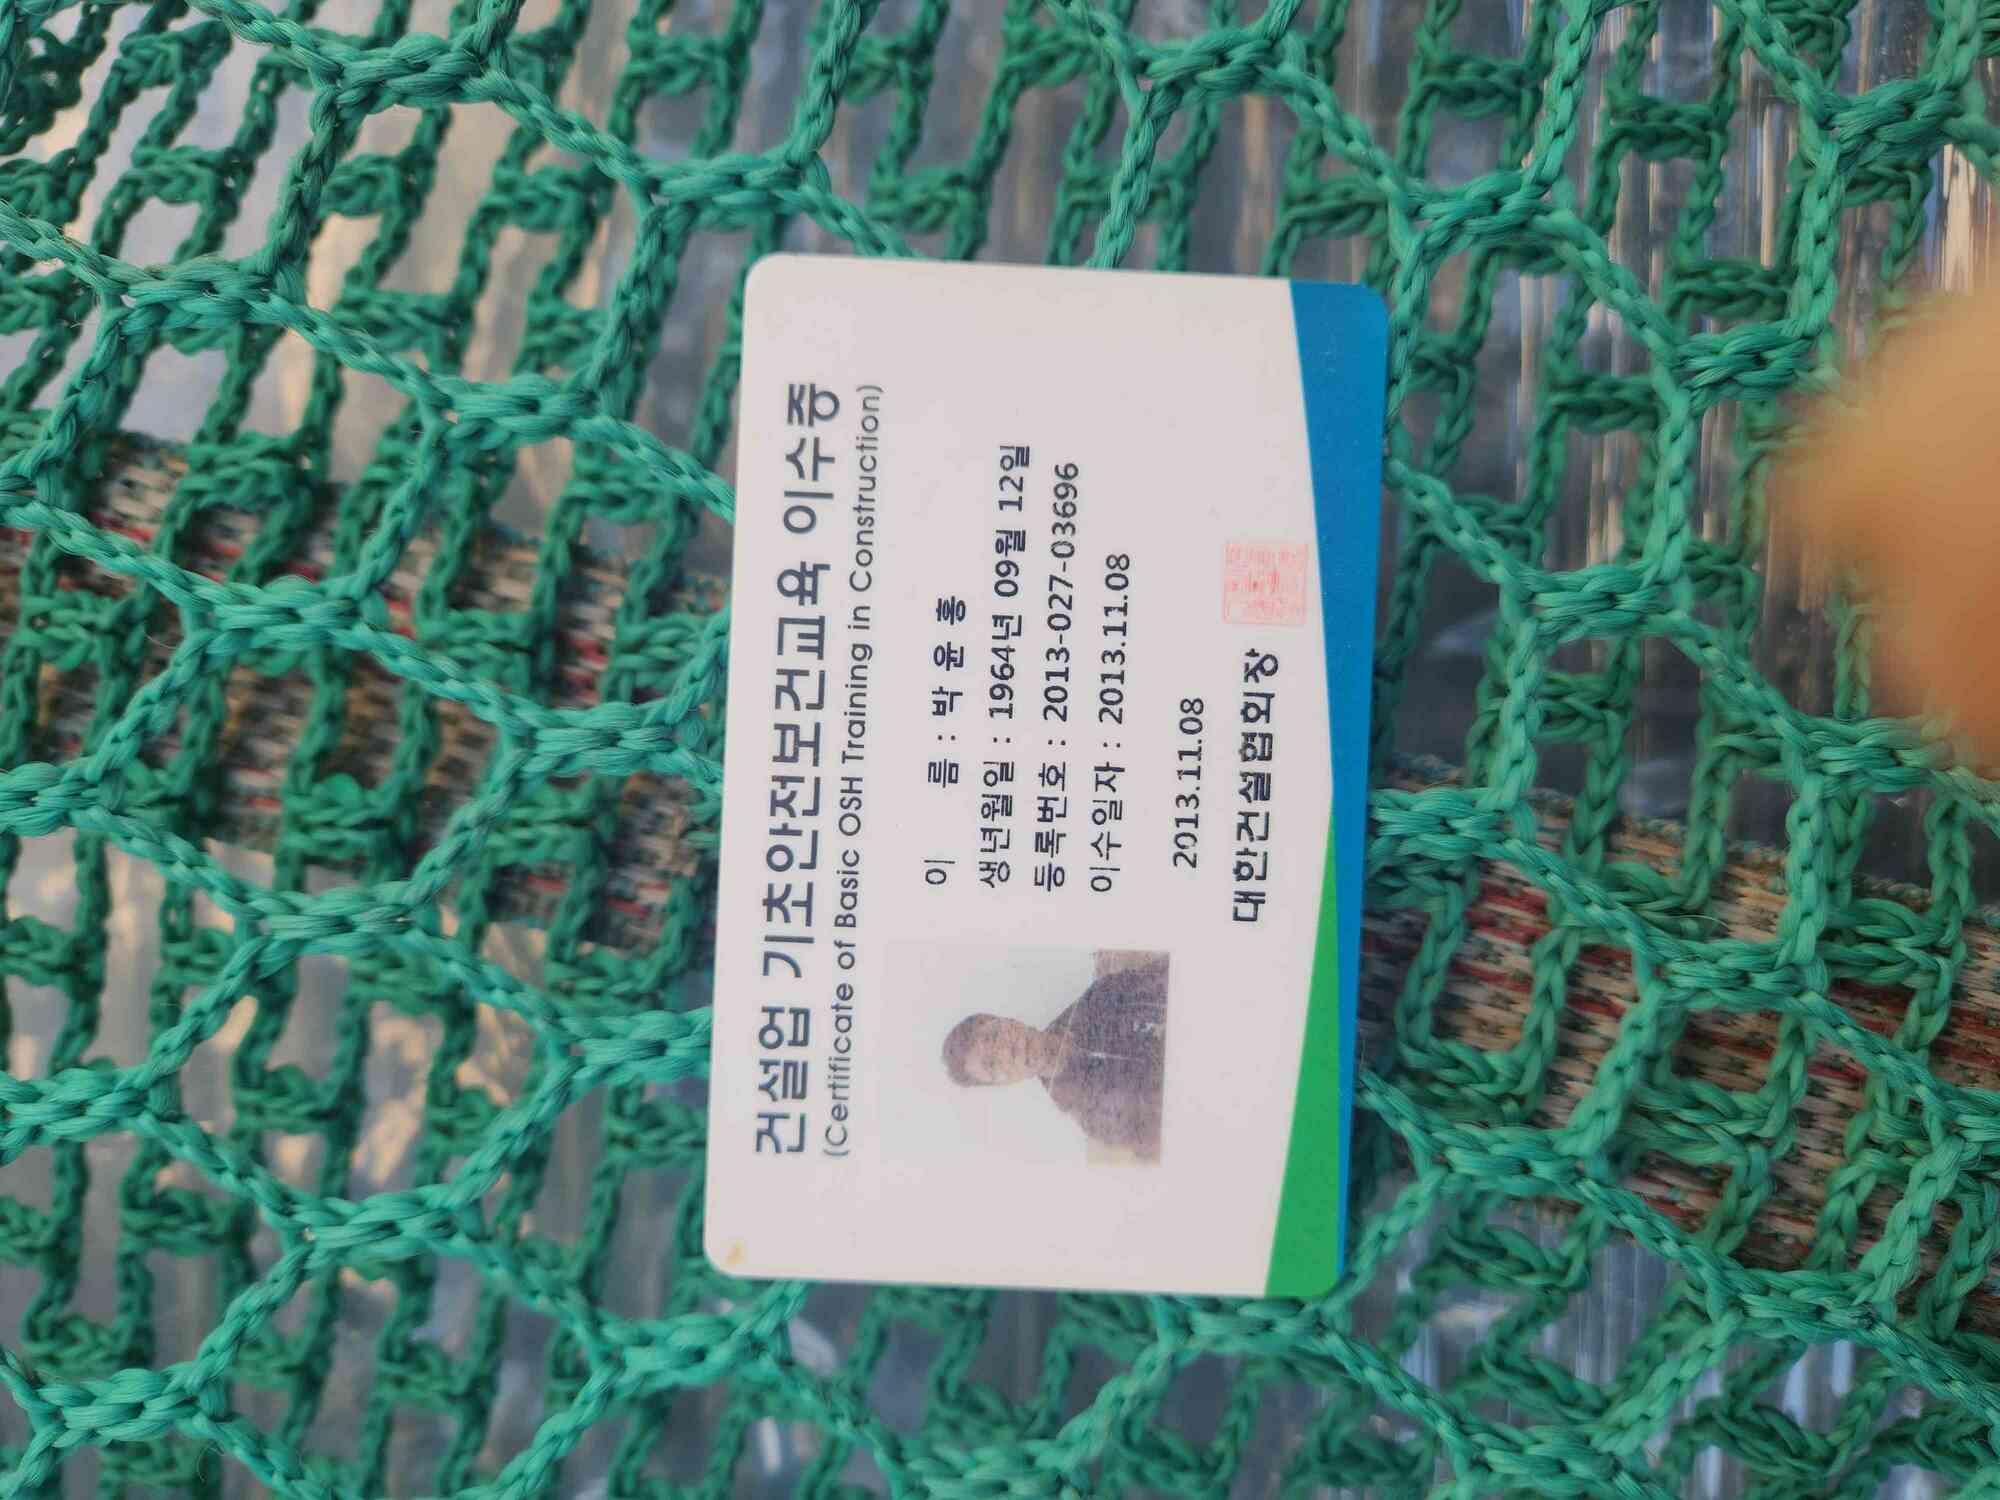 건설업 기초안전보건교육 이수증
(Certificate of Basic OSH Training in Construction)
이 름 : 박 윤 홍
생년월일 : 1964년 09월 12일
등록번호 : 2013-027-03696
이수일자 : 2013.11.08
2013.11.08
대한건설협회장